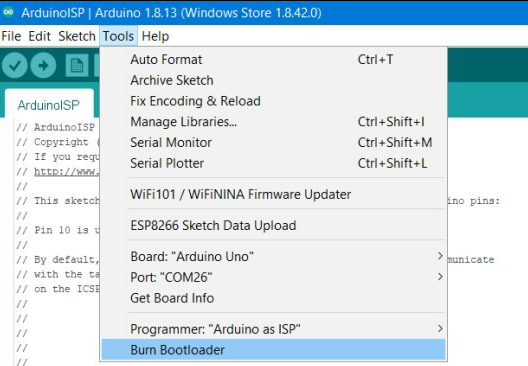 ArduinoISP | Arduino 1.8.13 (Windows Store 1.8.42.0)
File Edit Sketch Tools Help
Auto Format Ctrl+T
Archive Sketch
Fix Encoding & Reload
Manage Libraries... Ctrl+Shift+I
Serial Monitor Ctrl+Shift+M
Serial Plotter Ctrl+Shift+L
WiFi101 / WiFiNINA Firmware Updater
ESP8266 Sketch Data Upload
Board: "Arduino Uno"
Port: "COM26"
Get Board Info
Programmer: "Arduino as ISP"
Burn Bootloader
ArduinoISP
// ArduinoISP
// Copyright (
// If you requ
// http://www.
//
// This sketch ino pins:
//
// Pin 10 is u
//
// By default, municate
// with the ta
// on the ICSP
//
//
//
//
//